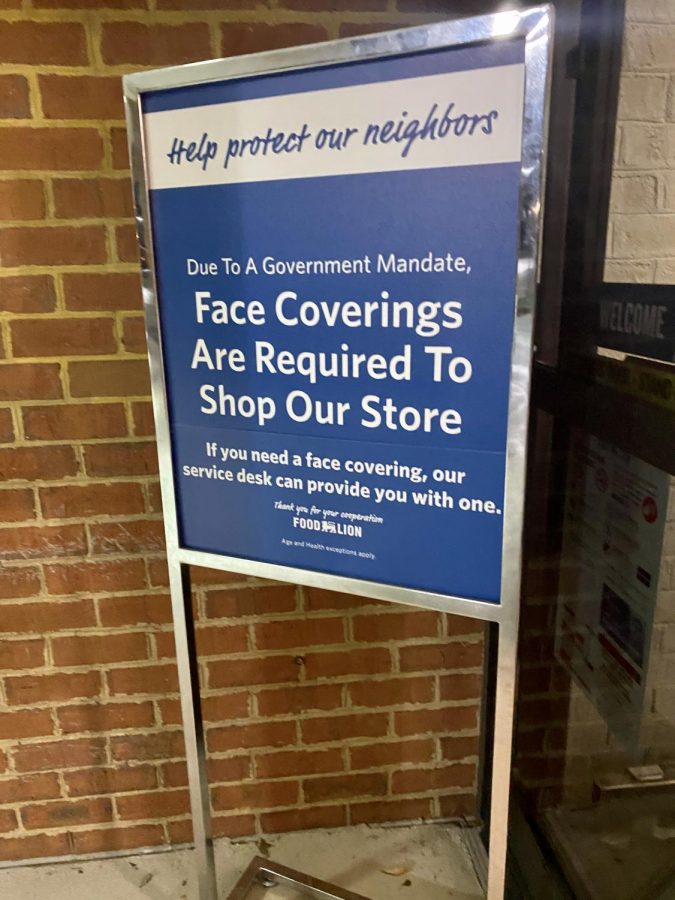 Help protect our neighbors
Due To A Government Mandate,
Face Coverings
Are Required To
Shop Our Store
If you need a face covering, our
service desk can provide you with one.
Thank you for your cooperation
FOOD LION
Age and Health exceptions apply.
WELCOME